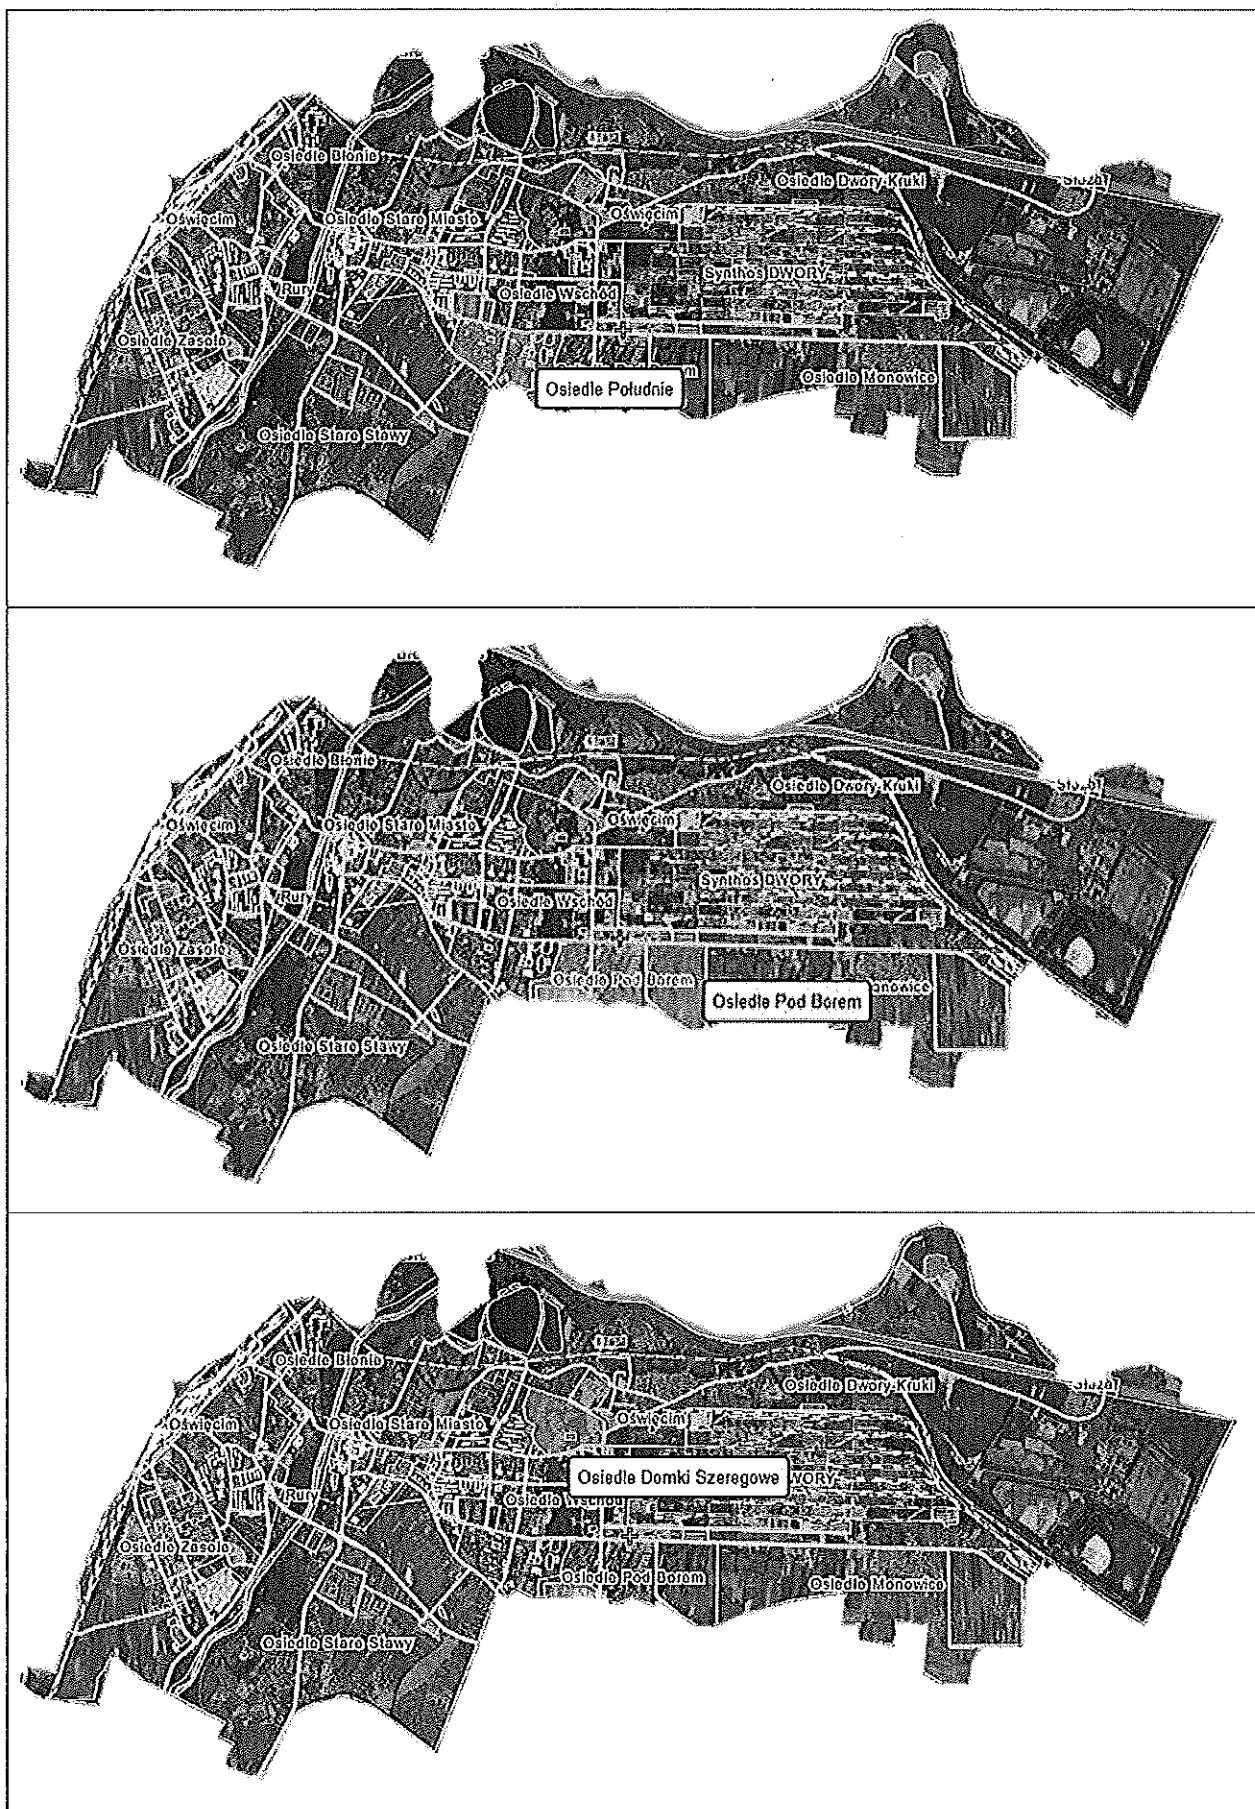 Osiedle Błonie
Osiedle Dwory-Kruki
Oświęcim
Osiedle Stare Miasto
Oświęcim
Synthos DWORY
Rury
Osiedle Wschód
Osiedle Zasole
Osiedle Południe
Osiedle Monowice
Osiedle Stare Stawy
Osiedle Błonie
Osiedle Dwory-Kruki
Oświęcim
Osiedle Stare Miasto
Oświęcim
Synthos DWORY
Rury
Osiedle Wschód
Osiedle Zasole
Osiedle Pod Borem
Osiedle Pod Borem
Osiedle Stare Stawy
Osiedle Błonie
Osiedle Dwory-Kruki
Oświęcim
Osiedle Stare Miasto
Oświęcim
Osiedle Domki Szeregowe
Rury
Osiedle Wschód
Osiedle Zasole
Osiedle Pod Borem
Osiedle Monowice
Osiedle Stare Stawy